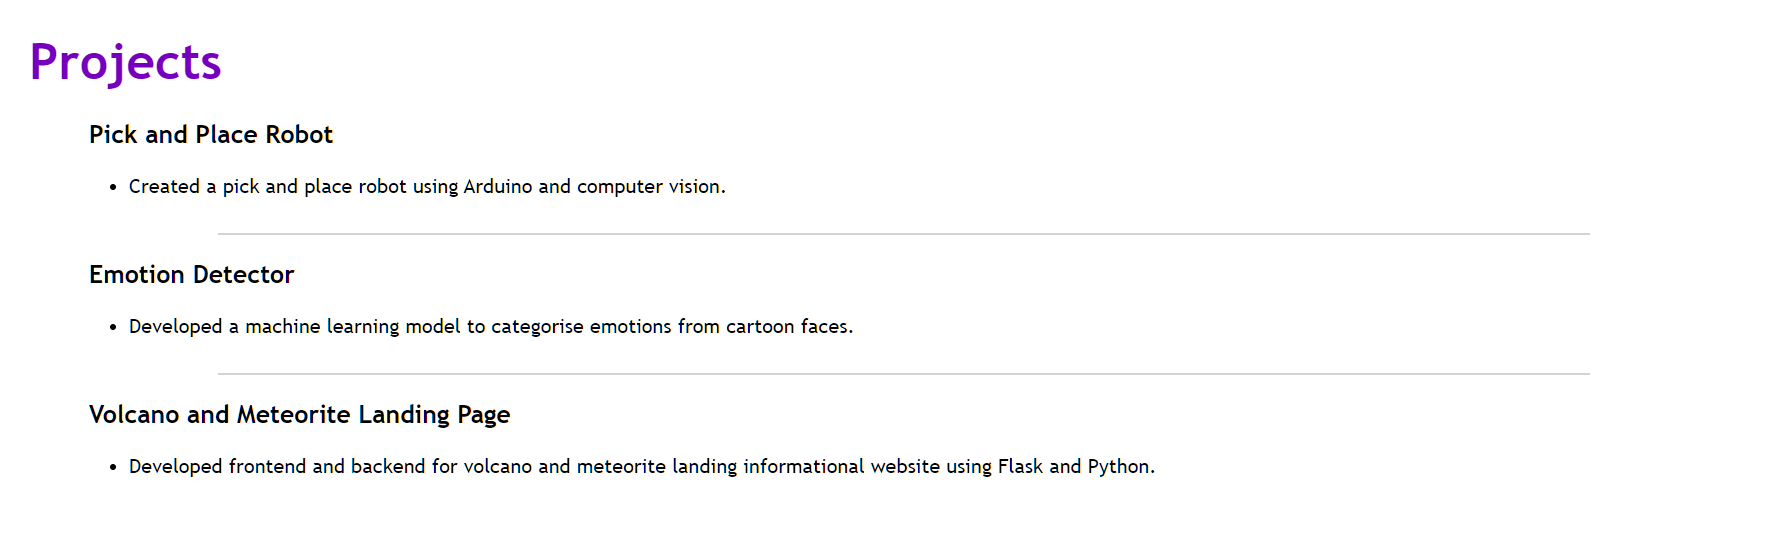 Projects
Pick and Place Robot
• Created a pick and place robot using Arduino and computer vision.
Emotion Detector
• Developed a machine learning model to categorise emotions from cartoon faces.
Volcano and Meteorite Landing Page
• Developed frontend and backend for volcano and meteorite landing informational website using Flask and Python.